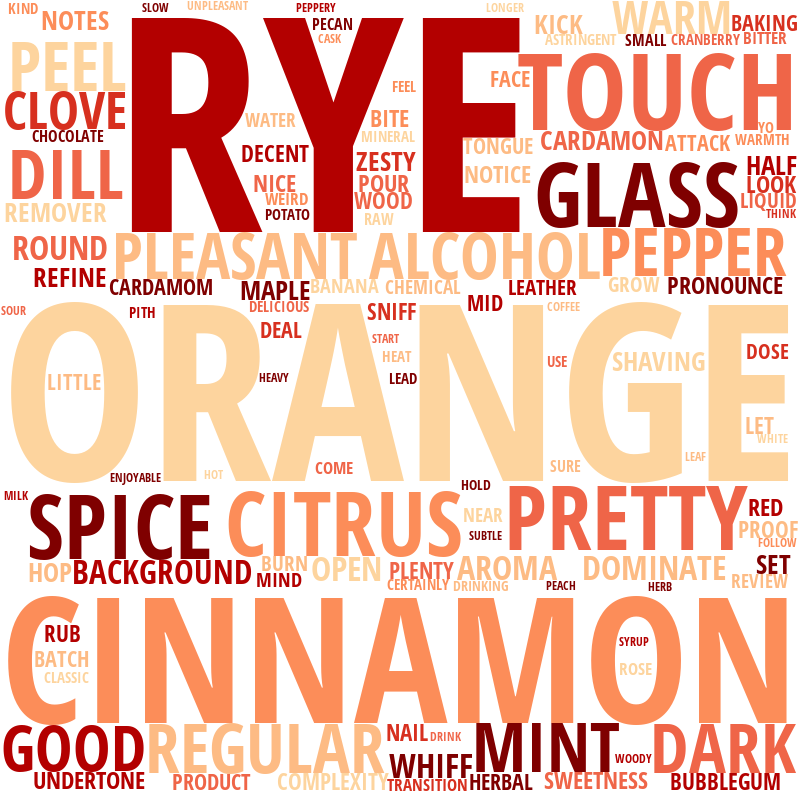 KIND
SLOW
UNPLEASANT
PEPPERY
LONGER
NOTES
PECAN
KICK
WARM
BAKING
CASK
ASTRINGENT
SMALL
CRANBERRY
BITTER
PEEL
RYE
TOUCH
FACE
FEEL
CLOVE
WATER
BITE
CHOCOLATE
MINERAL
TONGUE
CARDAMON
ATTACK
YO
WARMTH
DECENT
ZESTY
DILL
NICE
POUR
NOTICE
GLASS
HALF
LOOK
WEIRD
WOOD
LIQUID
REMOVER
POTATO
RAW
THINK
ROUND
PLEASANT
ALCOHOL
PEPPER
REFINE
CARDAMOM
MAPLE
BANANA
CHEMICAL
LEATHER
GROW
PRONOUNCE
SOUR
PITH
DELICIOUS
SNIFF
MID
COFFEE
DEAL
START
ORANGE
HEAT
USE
SHAVING
DOSE
LITTLE
HEAVY
LEAD
LET
WHITE
ENJOYABLE
HOT
COME
SURE
LEAF
MILK
SPICE
CITRUS
HOLD
PRETTY
NEAR
RED
SUBTLE
PROOF
FOLLOW
HOP
BACKGROUND
BURN
MIND
OPEN
PLENTY
AROMA
DOMINATE
SET
CERTAINLY
DRINKING
PEACH
HERB
REVIEW
CINNAMON
RUB
SYRUP
BATCH
CLASSIC
ROSE
GOOD
REGULAR
NAIL
DRINK
MINT
DARK
WHIFF
WOODY
UNDERTONE
PRODUCT
COMPLEXITY
TRANSITION
HERBAL
SWEETNESS
BUBBLEGUM